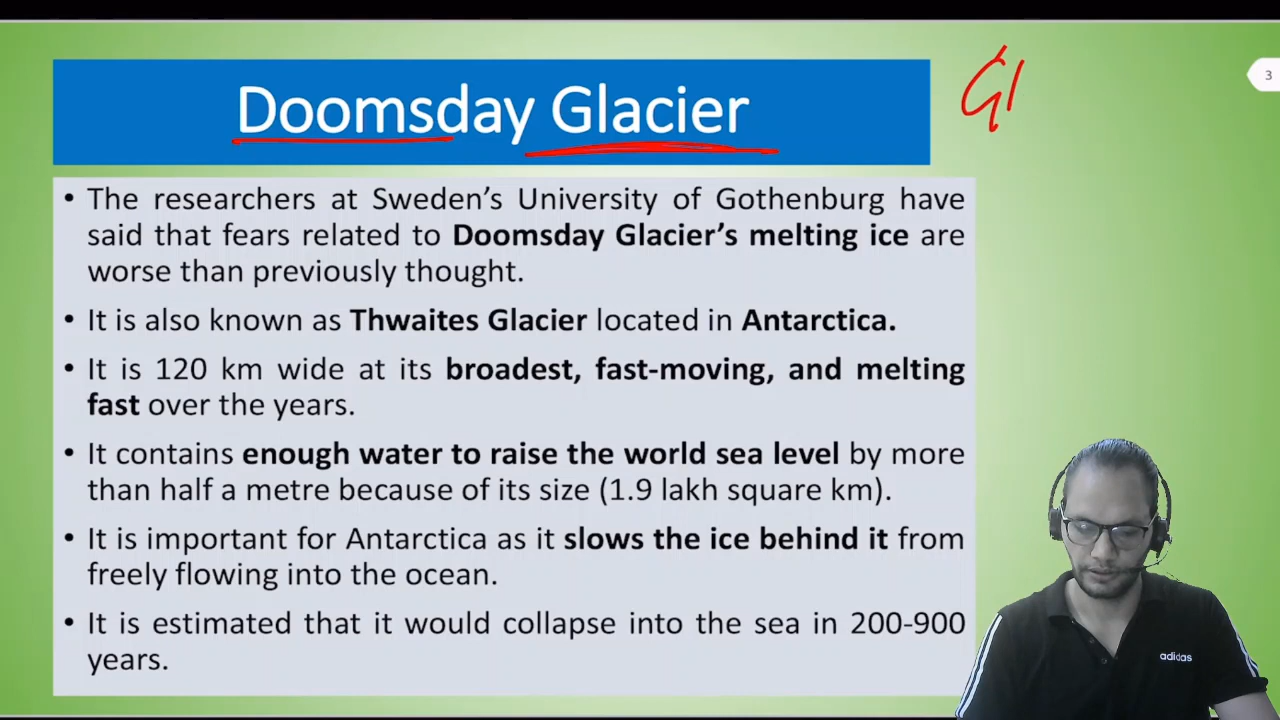 Doomsday Glacier
Gl
3
• The researchers at Sweden’s University of Gothenburg have
said that fears related to Doomsday Glacier’s melting ice are
worse than previously thought.
• It is also known as Thwaites Glacier located in Antarctica.
• It is 120 km wide at its broadest, fast-moving, and melting
fast over the years.
• It contains enough water to raise the world sea level by more
than half a metre because of its size (1.9 lakh square km).
• It is important for Antarctica as it slows the ice behind it from
freely flowing into the ocean.
• It is estimated that it would collapse into the sea in 200-900
years.
adidas